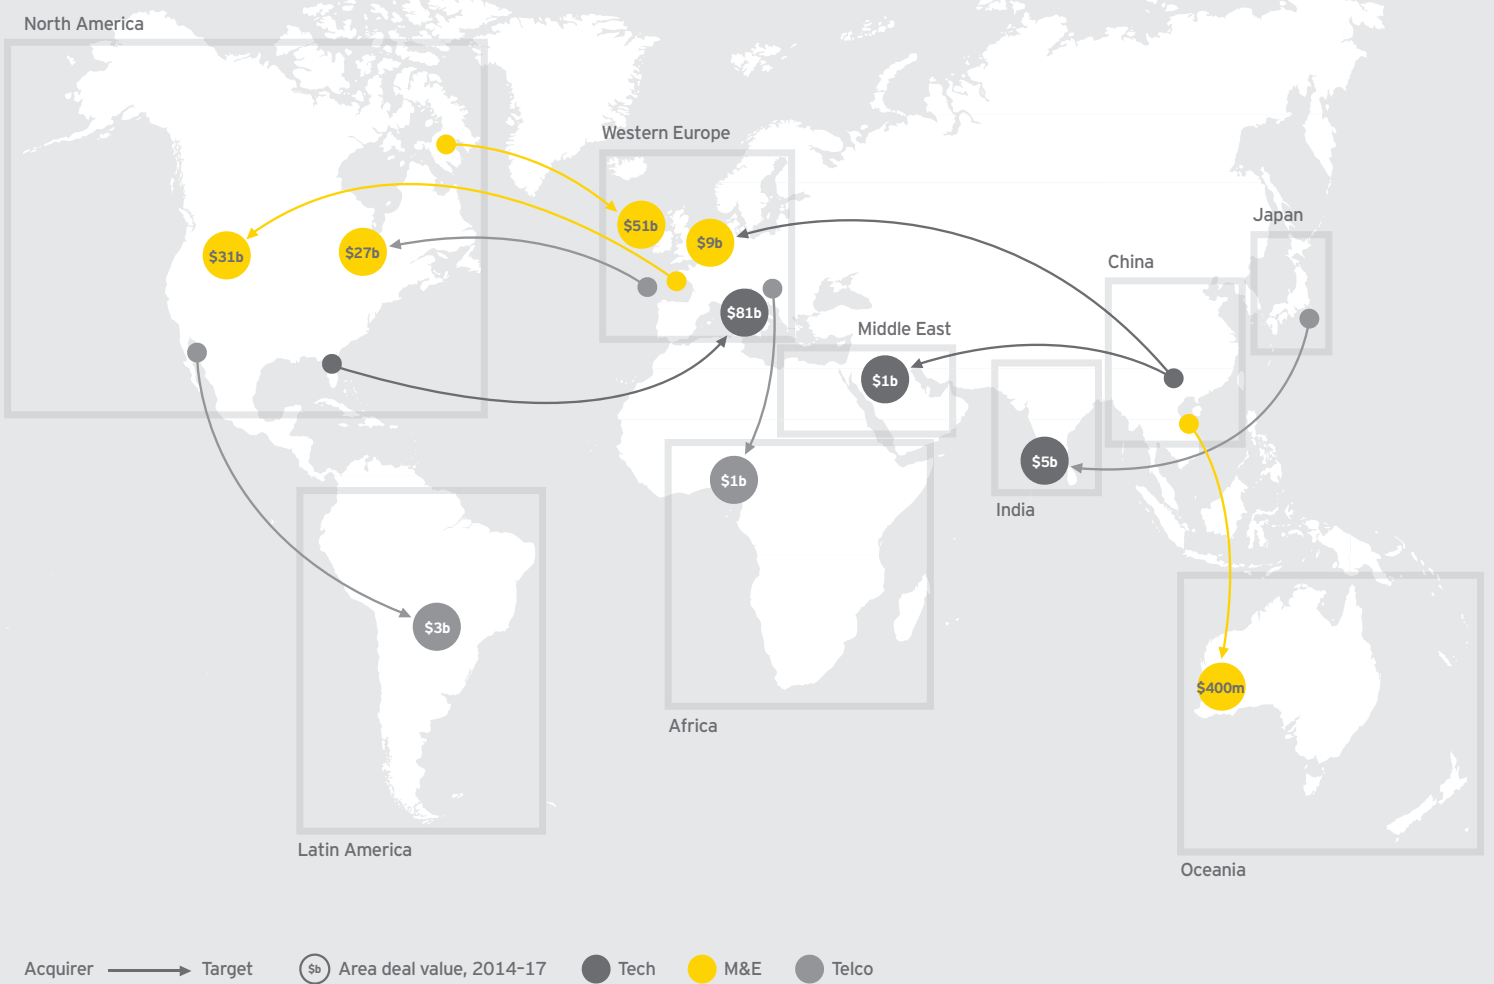 North America
Western Europe
Japan
$51b
$9b
$31b
$27b
China
$81b
Middle East
$1b
$5b
$1b
India
$3b
$400m
Africa
Latin America
Oceania
Acquirer
Target
$b
Area deal value, 2014–17
Tech
M&E
Telco